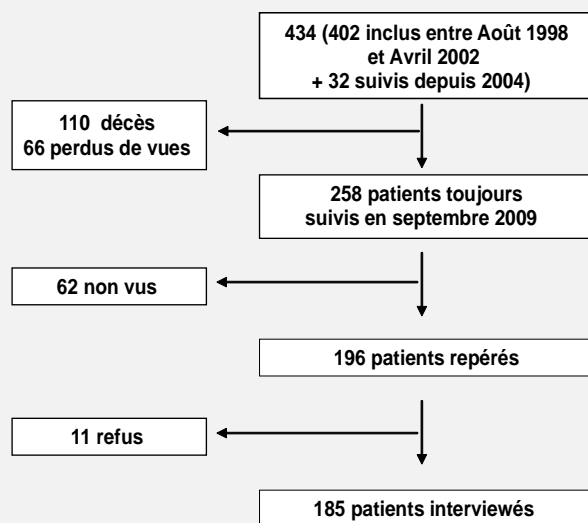 434 (402 inclus entre Août 1998
et Avril 2002
+ 32 suivis depuis 2004)
110 décès
66 perdus de vues
258 patients toujours
suivis en septembre 2009
62 non vus
196 patients repérés
11 refus
185 patients interviewés